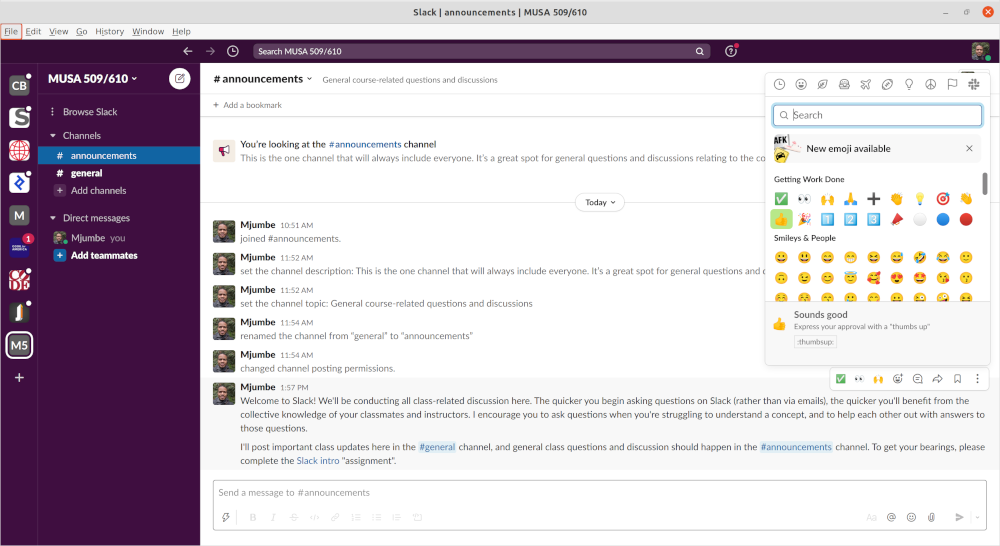 Slack | announcements | MUSA 509/610
File Edit View Go History Window Help
Search MUSA 509/610
CB
MUSA 509/610
Browse Slack
Channels
# announcements
# general
Add channels
Direct messages
Mjumbe you
Add teammates
M
1
M5
# announcements
General course-related questions and discussions
Add a bookmark
You're looking at the #announcements channel
This is the one channel that will always include everyone. It's a great spot for general questions and discussions relating to the co
Today
Mjumbe 10:51 AM
joined #announcements.
Mjumbe 11:52 AM
set the channel description: This is the one channel that will always include everyone. It's a great spot for general questions and d
Mjumbe 11:52 AM
set the channel topic: General course-related questions and discussions
Mjumbe 11:54 AM
renamed the channel from "general" to "announcements"
Mjumbe 11:54 AM
changed channel posting permissions.
Mjumbe 1:57 PM
Welcome to Slack! We'll be conducting all class-related discussion here. The quicker you begin asking questions on Slack (rather than via emails), the quicker you'll benefit from the
collective knowledge of your classmates and instructors. I encourage you to ask questions when you're struggling to understand a concept, and to help each other out with answers to
those questions.
I'll post important class updates here in the #general channel, and general class questions and discussion should happen in the #announcements channel. To get your bearings, please
complete the Slack intro "assignment".
Send a message to #announcements
Aa
Search
AFK
New emoji available
Getting Work Done
1 2 3
Smileys & People
Sounds good
Express your approval with a "thumbs up"
:thumbsup: